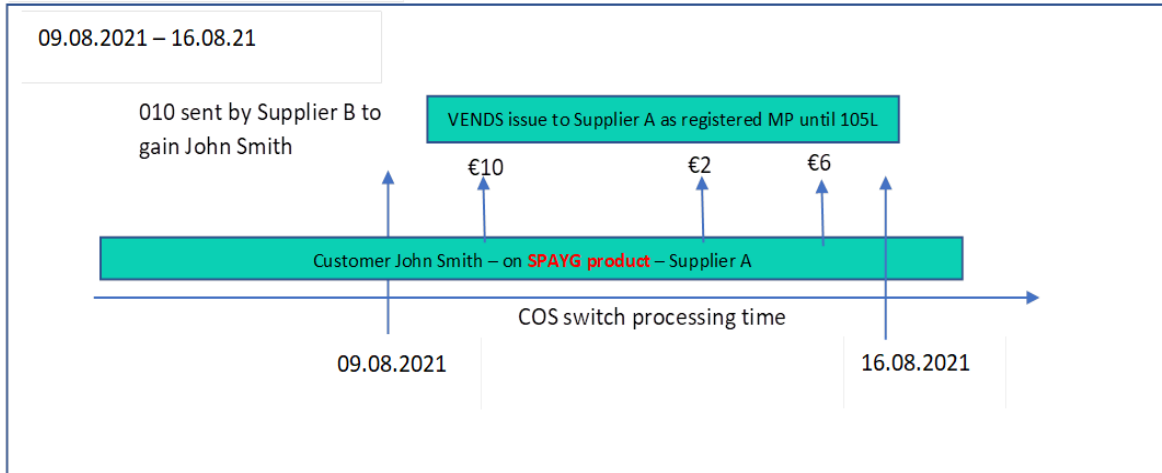 09.08.2021 – 16.08.21
010 sent by Supplier B to
gain John Smith
VENDS issue to Supplier A as registered MP until 105L
€10
€2
€6
Customer John Smith – on SPAYG product – Supplier A
COS switch processing time
09.08.2021
16.08.2021